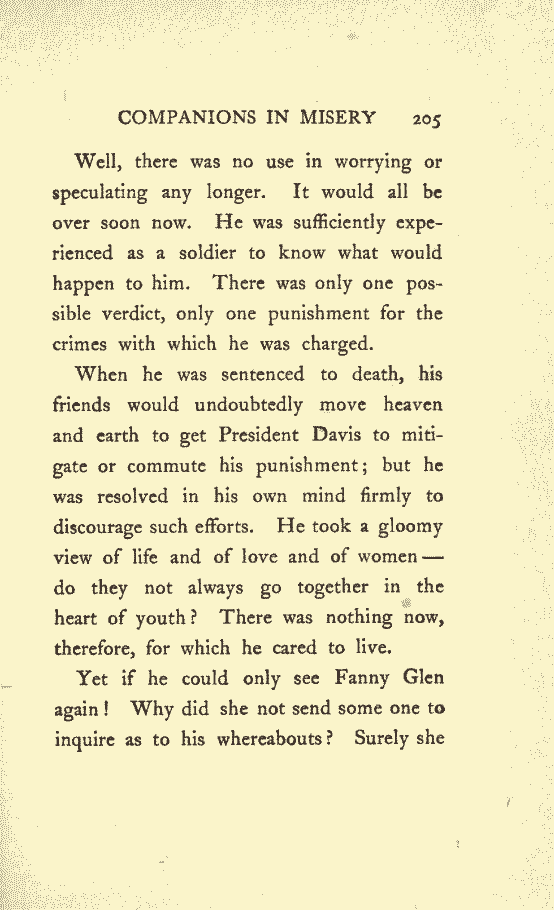 COMPANIONS IN MISERY 205
Well, there was no use in worrying or
speculating any longer. It would all be
over soon now. He was sufficiently expe-
rienced as a soldier to know what would
happen to him. There was only one pos-
sible verdict, only one punishment for the
crimes with which he was charged.
When he was sentenced to death, his
friends would undoubtedly move heaven
and earth to get President Davis to miti-
gate or commute his punishment; but he
was resolved in his own mind firmly to
discourage such efforts. He took a gloomy
view of life and of love and of women —
do they not always go together in the
heart of youth? There was nothing now,
therefore, for which he cared to live.
Yet if he could only see Fanny Glen
again! Why did she not send some one to
inquire as to his whereabouts? Surely she